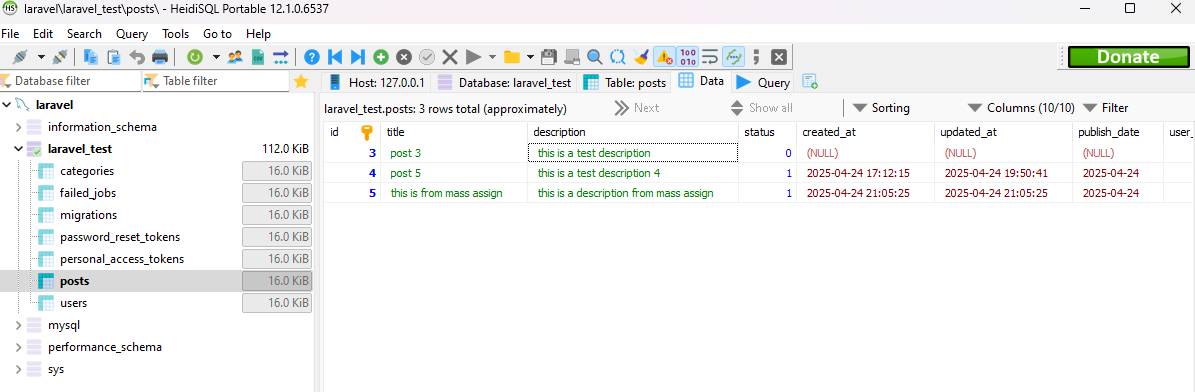 HS laravel\laravel_test\posts\ - HeidiSQL Portable 12.1.0.6537
File Edit Search Query Tools Go to Help
Donate
Database filter Table filter Host: 127.0.0.1 Database: laravel_test Table: posts Data Query
laravel
information_schema
laravel_test 112.0 KiB
categories 16.0 KiB
failed_jobs 16.0 KiB
migrations 16.0 KiB
password_reset_tokens 16.0 KiB
personal_access_tokens 16.0 KiB
posts 16.0 KiB
users 16.0 KiB
mysql
performance_schema
sys
laravel_test.posts: 3 rows total (approximately) Next Show all Sorting Columns (10/10) Filter
id title description status created_at updated_at publish_date user_
3 post 3 this is a test description 0 (NULL) (NULL) (NULL)
4 post 5 this is a test description 4 1 2025-04-24 17:12:15 2025-04-24 19:50:41 2025-04-24
5 this is from mass assign this is a description from mass assign 1 2025-04-24 21:05:25 2025-04-24 21:05:25 2025-04-24